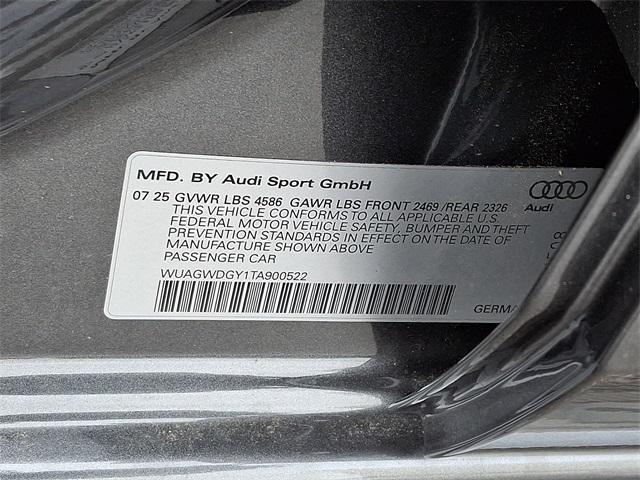 MFD. BY Audi Sport GmbH
07 25 GVWR LBS 4586 GAWR LBS FRONT 2469 /REAR 2326
THIS VEHICLE CONFORMS TO ALL APPLICABLE U.S.
FEDERAL MOTOR VEHICLE SAFETY, BUMPER AND THEFT
PREVENTION STANDARDS IN EFFECT ON THE DATE OF
MANUFACTURE SHOWN ABOVE
PASSENGER CAR
WUAGWDGY1TA900522
Audi